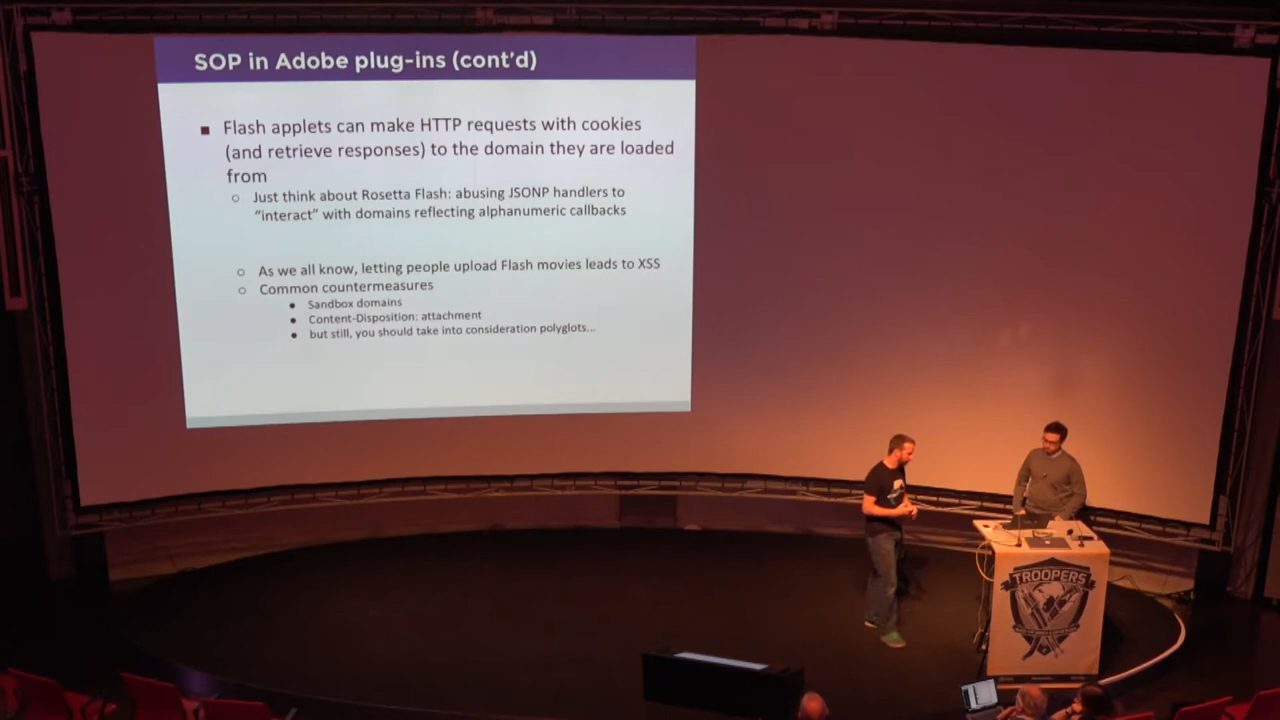 SOP in Adobe plug-ins (cont'd)
Flash applets can make HTTP requests with cookies
(and retrieve responses) to the domain they are loaded
from
Just think about Rosetta Flash: abusing JSONP handlers to
"interact" with domains reflecting alphanumeric callbacks
As we all know, letting people upload Flash movies leads to XSS
Common countermeasures
Sandbox domains
Content-Disposition: attachment
but still, you should take into consideration polyglots...
TROOPERS